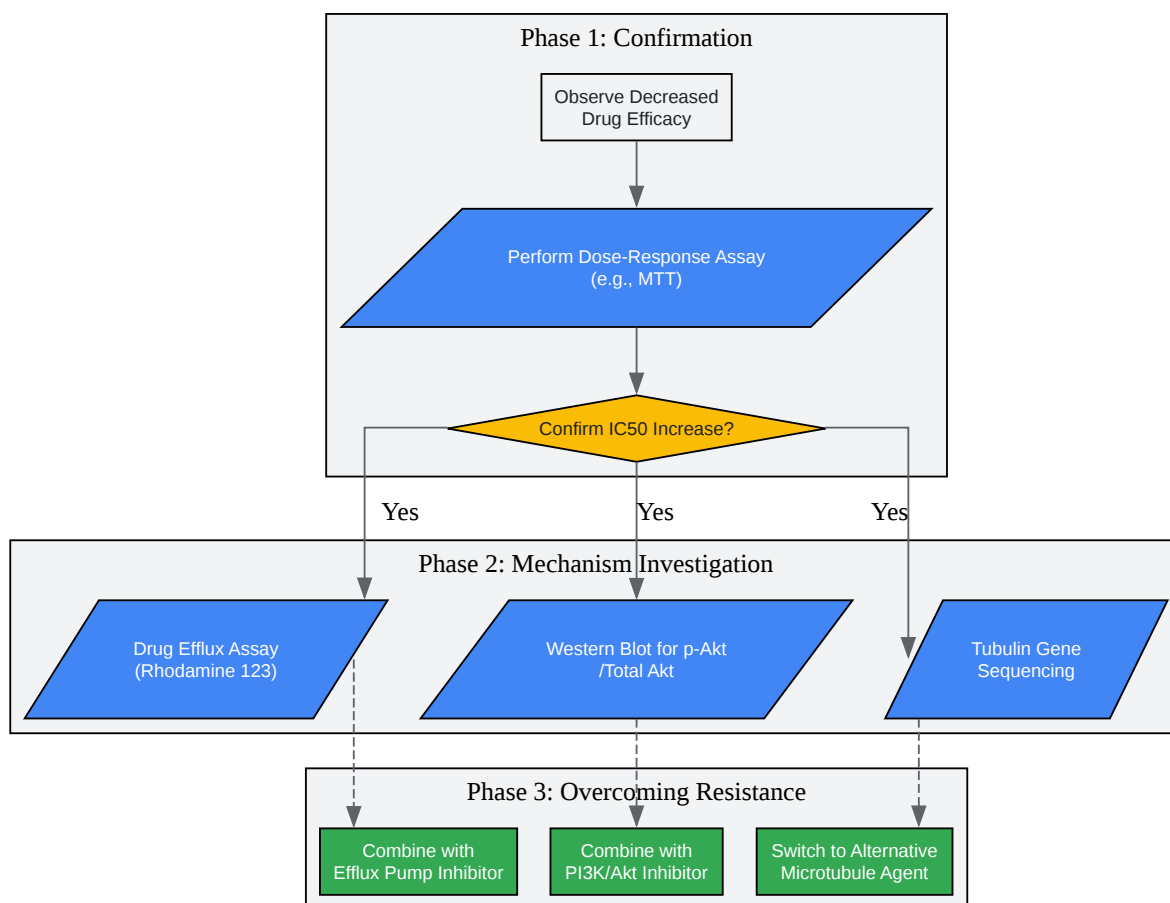 Phase 1: Confirmation
Observe Decreased
Drug Efficacy
Perform Dose-Response Assay
(e.g., MTT)
Confirm IC50 Increase?
Yes
Yes
Yes
Phase 2: Mechanism Investigation
Drug Efflux Assay
(Rhodamine 123)
Western Blot for p-Akt
/Total Akt
Tubulin Gene
Sequencing
Phase 3: Overcoming Resistance
Combine with
Efflux Pump Inhibitor
Combine with
PI3K/Akt Inhibitor
Switch to Alternative
Microtubule Agent